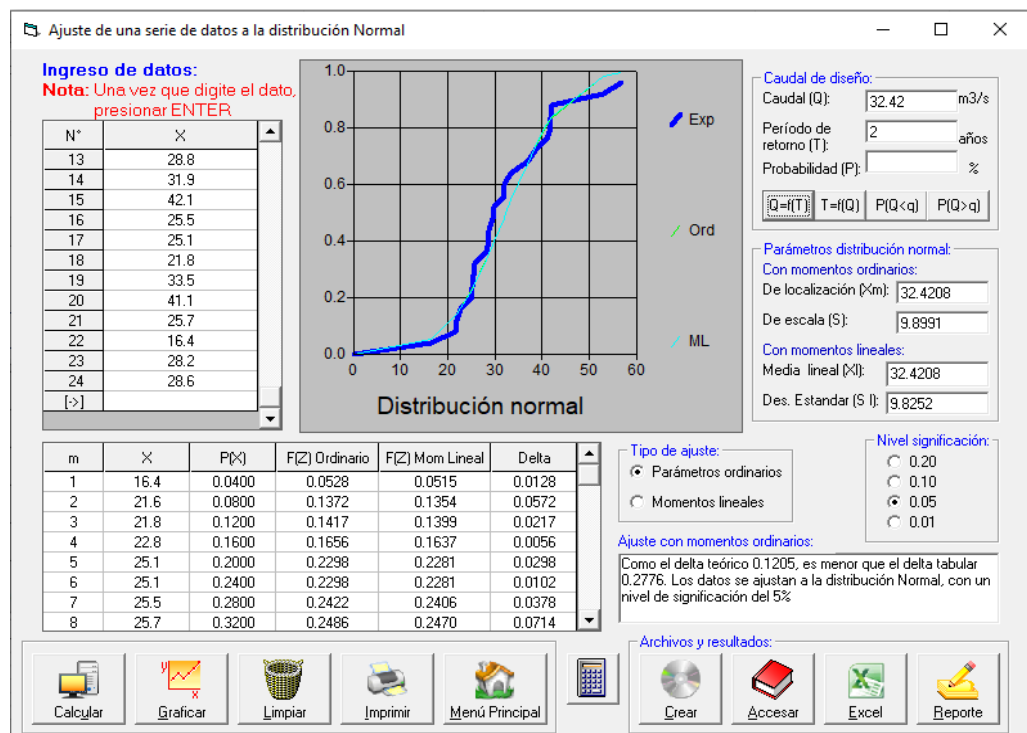 Ajuste de una serie de datos a la distribución Normal
Ingreso de datos:
Nota: Una vez que digite el dato,
presionar ENTER
N° X
13 28.8
14 31.9
15 42.1
16 25.5
17 25.1
18 21.8
19 33.5
20 41.1
21 25.7
22 16.4
23 28.2
24 28.6
[->]
1.0
0.8
0.6
0.4
0.2
0.0
0 10 20 30 40 50 60
Distribución normal
Exp
Ord
ML
Caudal de diseño:
Caudal (Q): 32.42 m3/s
Período de
retorno (T): 2 años
Probabilidad (P): %
Q=f(T) T=f(Q) P(Q<q) P(Q>q)
Parámetros distribución normal:
Con momentos ordinarios:
De localización (Xm): 32.4208
De escala (S): 9.8991
Con momentos lineales:
Media lineal (Xl): 32.4208
Des. Estandar (S l): 9.8252
m X P(X) F(Z) Ordinario F(Z) Mom Lineal Delta
1 16.4 0.0400 0.0528 0.0515 0.0128
2 21.6 0.0800 0.1372 0.1354 0.0572
3 21.8 0.1200 0.1417 0.1399 0.0217
4 22.8 0.1600 0.1656 0.1637 0.0056
5 25.1 0.2000 0.2298 0.2281 0.0298
6 25.1 0.2400 0.2298 0.2281 0.0102
7 25.5 0.2800 0.2422 0.2406 0.0378
8 25.7 0.3200 0.2486 0.2470 0.0714
Tipo de ajuste:
Parámetros ordinarios
Momentos lineales
Nivel significación:
0.20
0.10
0.05
0.01
Ajuste con momentos ordinarios:
Como el delta teórico 0.1205, es menor que el delta tabular
0.2776. Los datos se ajustan a la distribución Normal, con un
nivel de significación del 5%
Calcular Graficar Limpiar Imprimir Menú Principal
Archivos y resultados:
Crear Accesar Excel Reporte